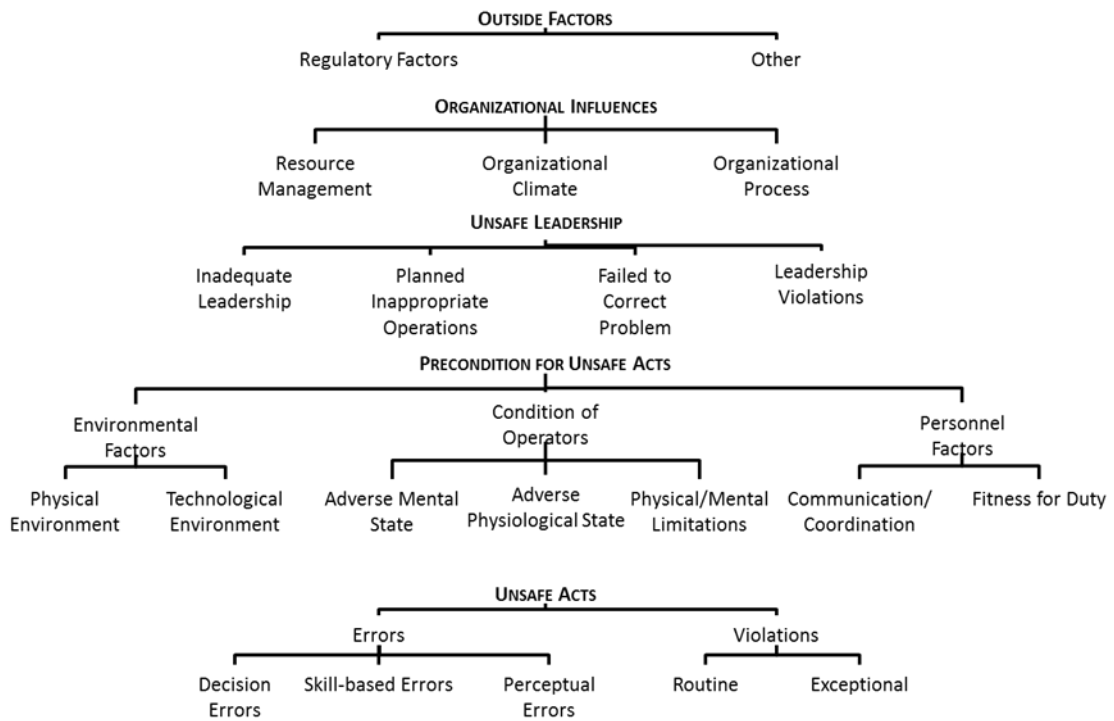 OUTSIDE FACTORS
Regulatory Factors Other
ORGANIZATIONAL INFLUENCES
Resource Management
Organizational Climate
Organizational Process
UNSAFE LEADERSHIP
Inadequate Leadership
Planned Inappropriate Operations
Failed to Correct Problem
Leadership Violations
PRECONDITION FOR UNSAFE ACTS
Environmental Factors
Condition of Operators
Personnel Factors
Physical Environment
Technological Environment
Adverse Mental State
Adverse Physiological State
Physical/Mental Limitations
Communication/ Coordination
Fitness for Duty
UNSAFE ACTS
Errors
Violations
Decision Errors
Skill-based Errors
Perceptual Errors
Routine
Exceptional